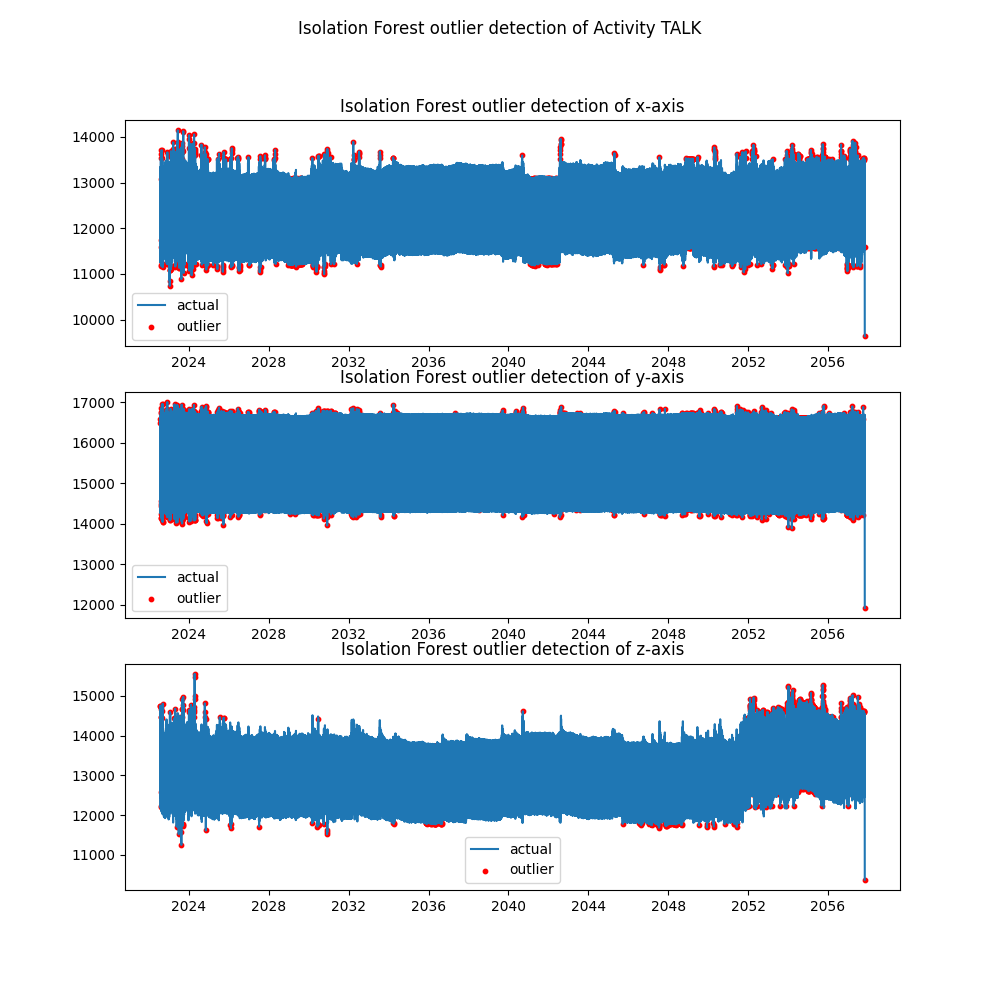 Isolation Forest outlier detection of Activity TALK
Isolation Forest outlier detection of x-axis
14000
13000
12000
11000
10000
actual
outlier
2024 2028 2032 2036 2040 2044 2048 2052 2056
Isolation Forest outlier detection of y-axis
17000
16000
15000
14000
13000
12000
actual
outlier
2024 2028 2032 2036 2040 2044 2048 2052 2056
Isolation Forest outlier detection of z-axis
15000
14000
13000
12000
11000
actual
outlier
2024 2028 2032 2036 2040 2044 2048 2052 2056